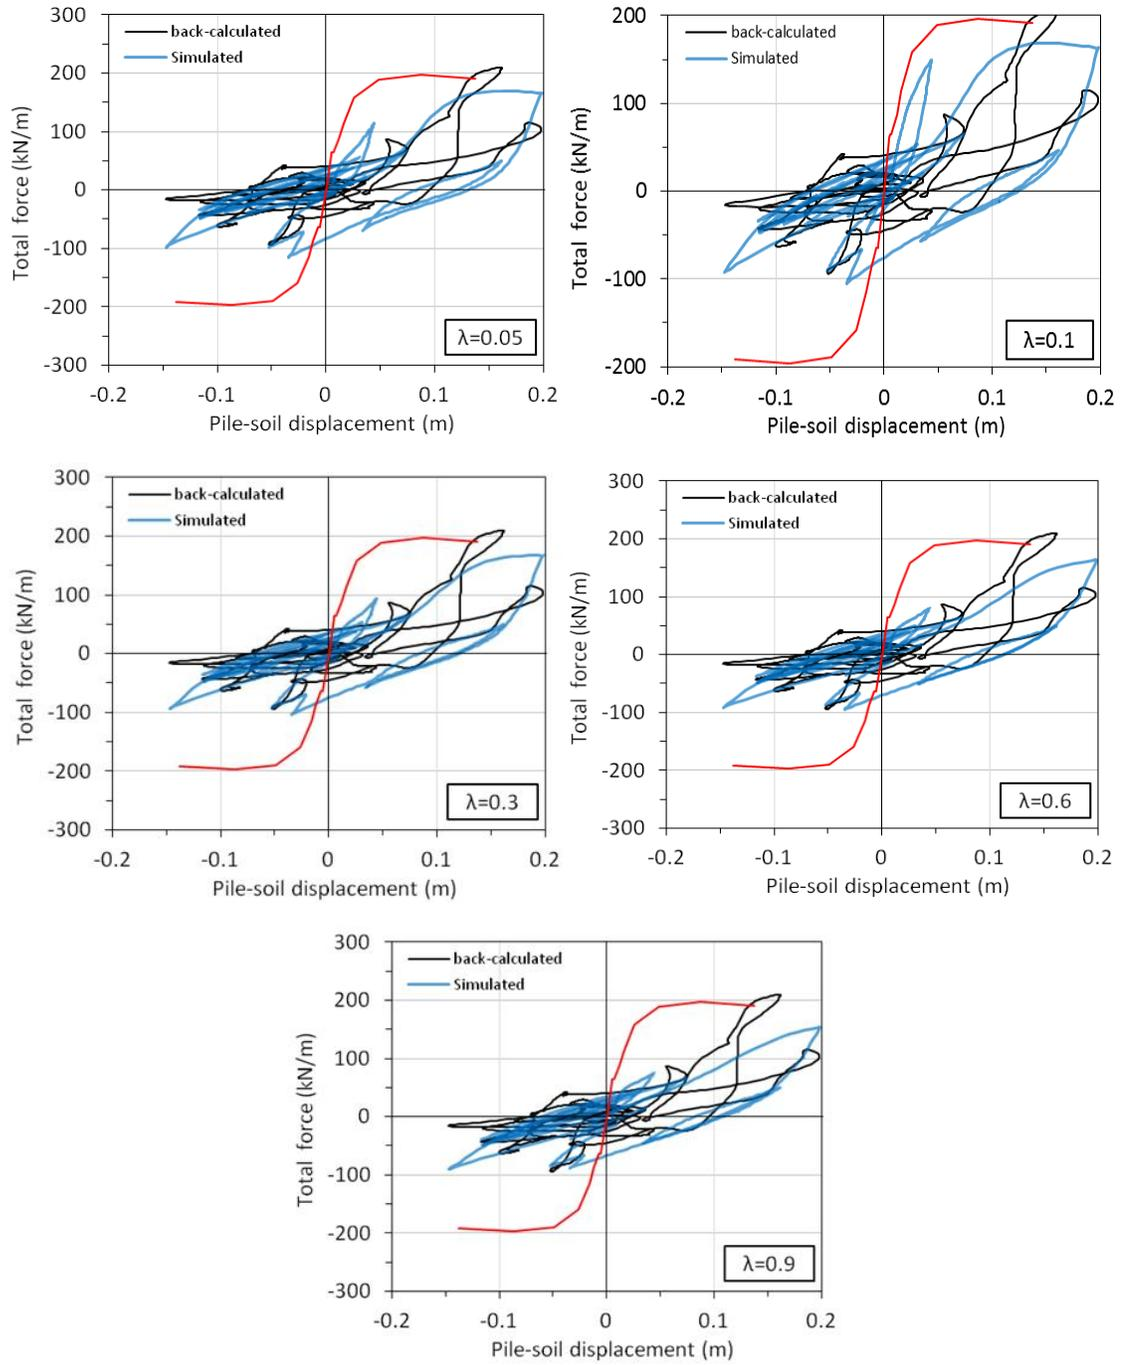 300
200
100
0
-100
-200
-300
-0.2 -0.1 0 0.1 0.2
Total force (kN/m)
Pile-soil displacement (m)
back-calculated
Simulated
λ=0.05
200
100
0
-100
-200
-0.2 -0.1 0 0.1 0.2
Total force (kN/m)
Pile-soil displacement (m)
back-calculated
Simulated
λ=0.1
300
200
100
0
-100
-200
-300
-0.2 -0.1 0 0.1 0.2
Total force (kN/m)
Pile-soil displacement (m)
back-calculated
Simulated
λ=0.3
300
200
100
0
-100
-200
-300
-0.2 -0.1 0 0.1 0.2
Total force (kN/m)
Pile-soil displacement (m)
back-calculated
Simulated
λ=0.6
300
200
100
0
-100
-200
-300
-0.2 -0.1 0 0.1 0.2
Total force (kN/m)
Pile-soil displacement (m)
back-calculated
Simulated
λ=0.9